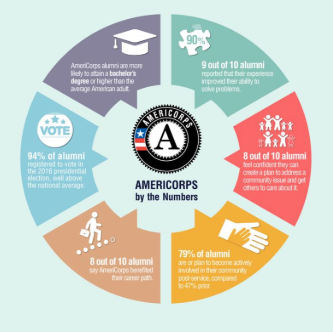 AmeriCorps alumni are more
likely to attain a bachelor's
degree or higher than the
average American adult.
90%
9 out of 10 alumni
reported that their experience
improved their ability to
solve problems.
VOTE
94% of alumni
registered to vote in
the 2016 presidential
election, well above
the national average.
AMERICORPS
A
AMERICORPS
by the Numbers
8 out of 10 alumni
feel confident they can
create a plan to address a
community issue and get
others to care about it.
8 out of 10 alumni
say AmeriCorps benefited
their career path.
79% of alumni
are or plan to become actively
involved in their community
post-service, compared
to 47% prior.